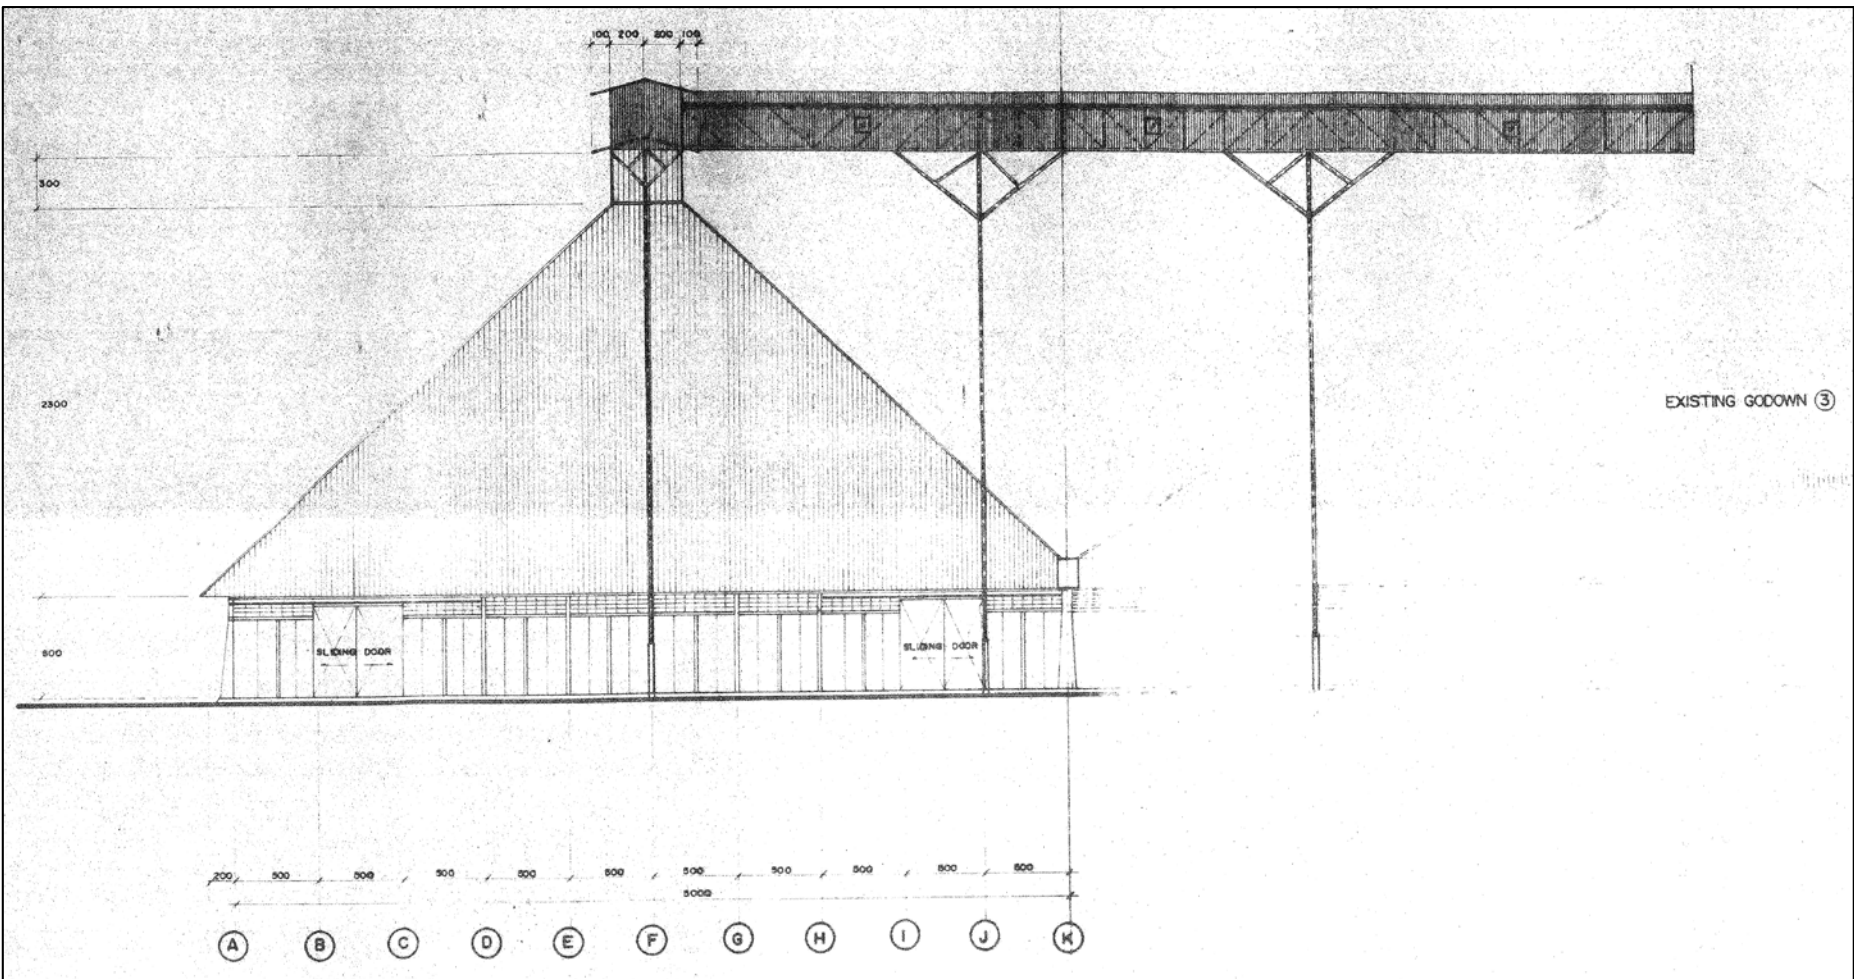 100 200 200 100
300
2300
EXISTING GODOWN 3
500
SLIDING DOOR SLIDING DOOR
200 500 500 500 500 500 500 500 500 500 500
5000
A B C D E F G H I J K